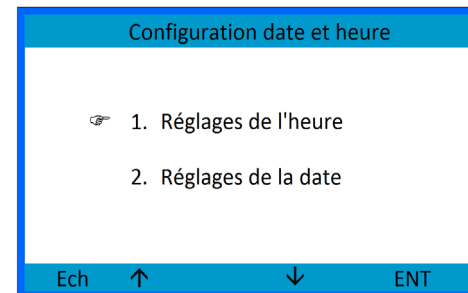 Configuration date et heure
☞ 1. Réglages de l'heure
2. Réglages de la date
Ech ↑ ↓ ENT